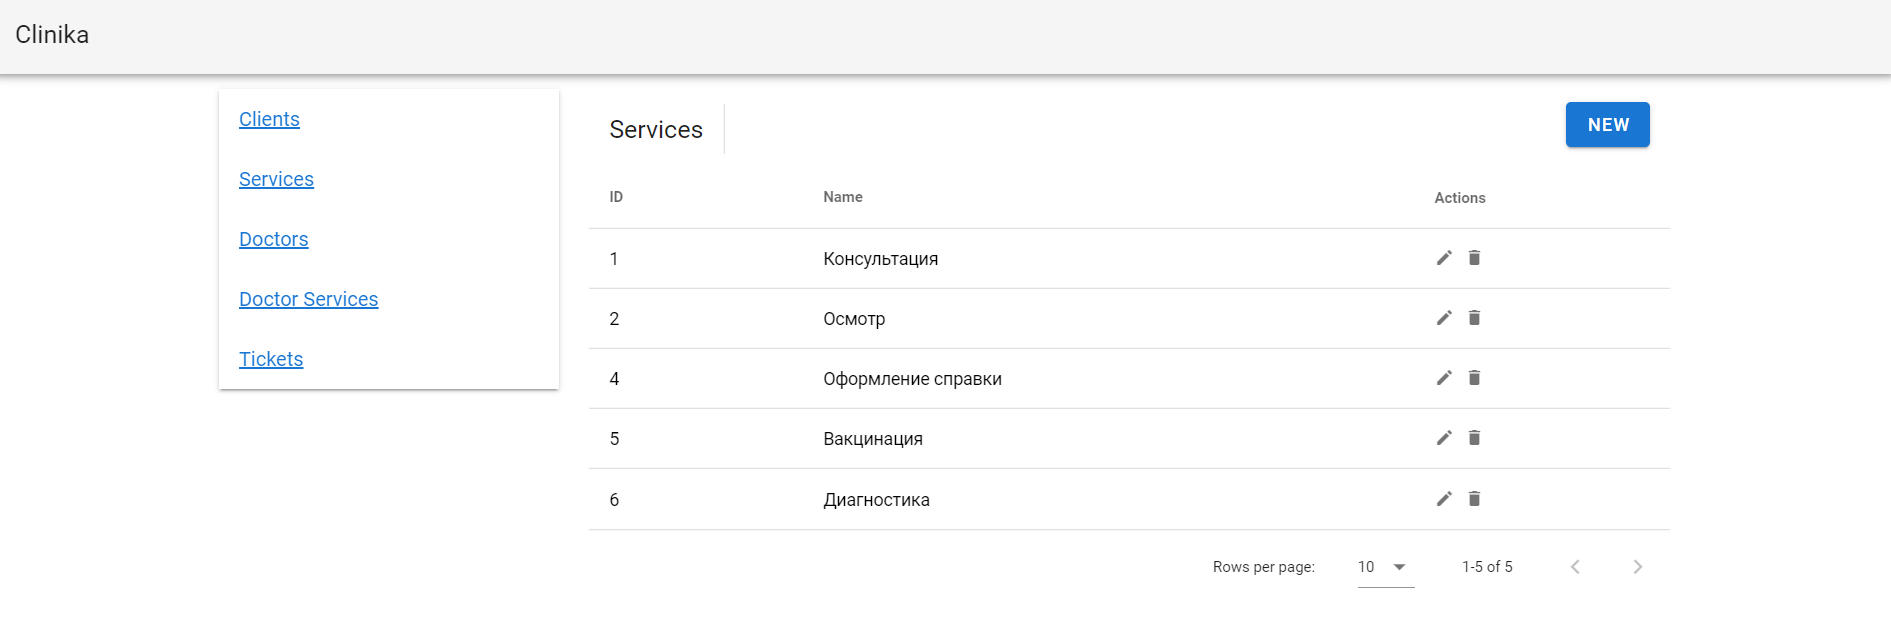 Clinika
Clients
Services
Doctors
Doctor Services
Tickets
Services
NEW
ID Name Actions
1 Консультация
2 Осмотр
4 Оформление справки
5 Вакцинация
6 Диагностика
Rows per page: 10 1-5 of 5